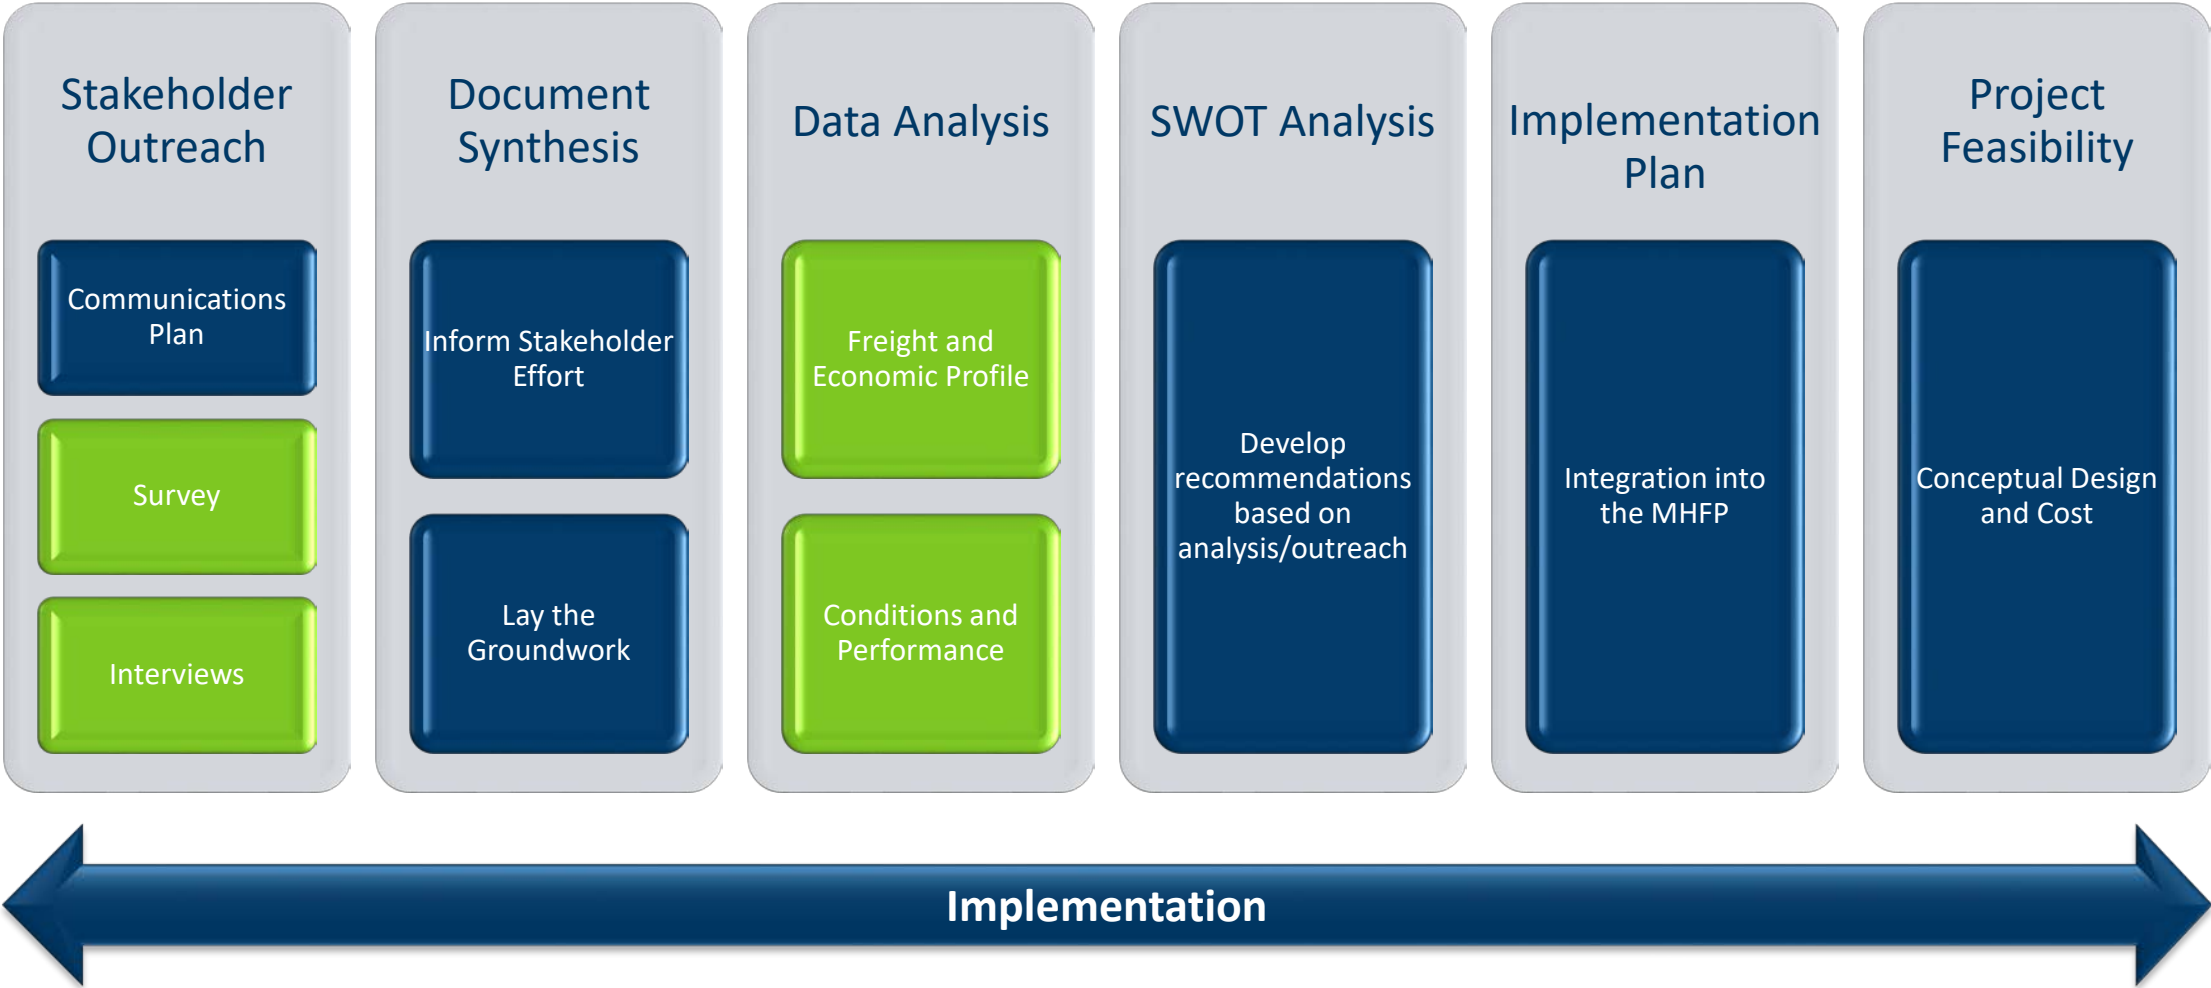 Stakeholder
Outreach
Communications
Plan
Survey
Interviews
Document
Synthesis
Inform Stakeholder
Effort
Lay the
Groundwork
Data Analysis
Freight and
Economic Profile
Conditions and
Performance
SWOT Analysis
Develop
recommendations
based on
analysis/outreach
Implementation
Plan
Integration into
the MHFP
Project
Feasibility
Conceptual Design
and Cost
Implementation